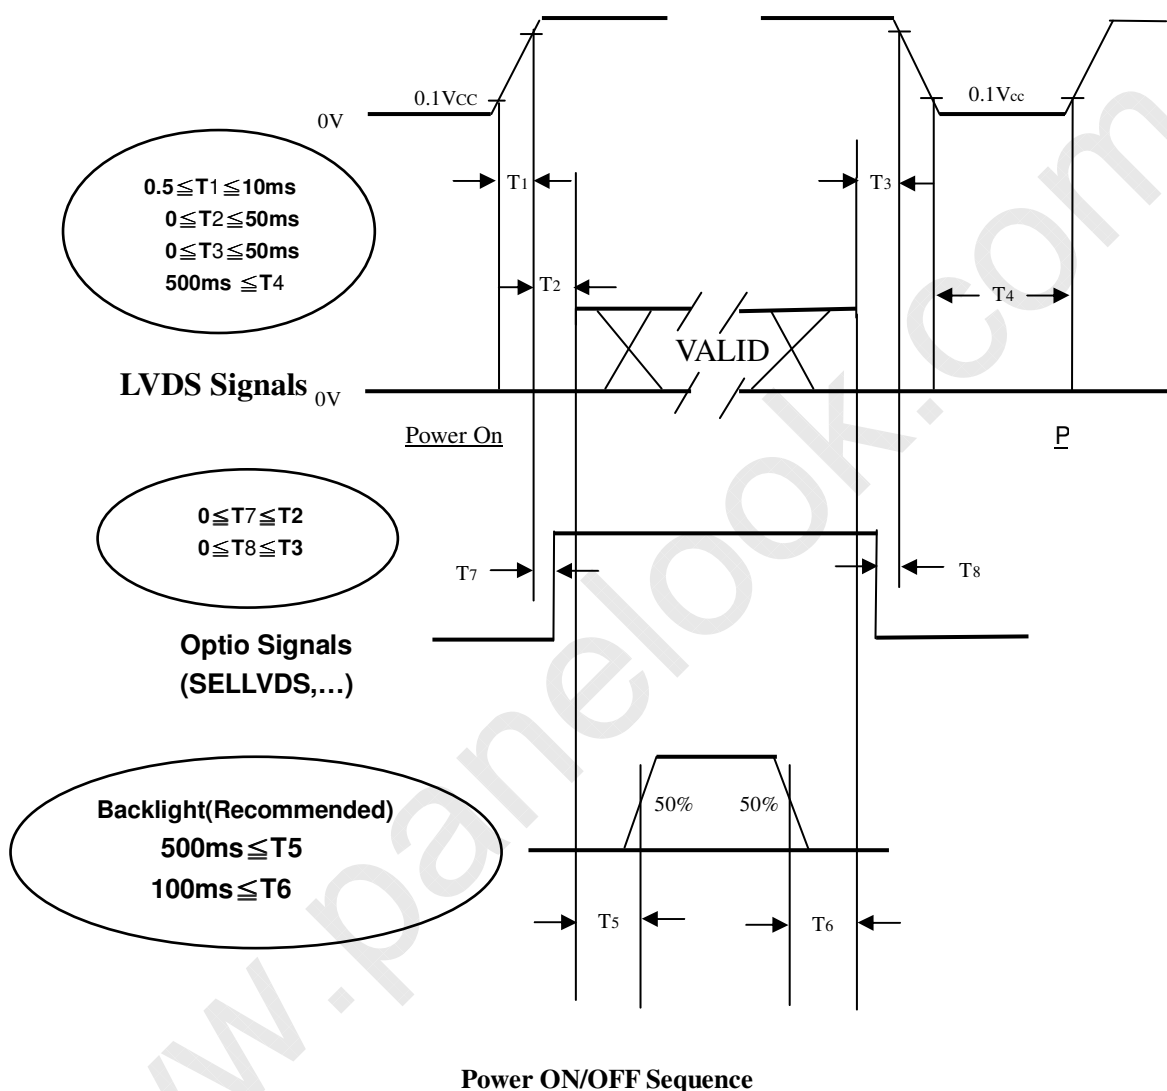 0.1VCC
0.1Vcc
0V
0.5≦T1≦10ms
0≦T2≦50ms
0≦T3≦50ms
500ms ≦T4
T1
T3
T2
T4
VALID
LVDS Signals 0V
Power On
P
0≦T7≦T2
0≦T8≦T3
T7
T8
Optio Signals
(SELLVDS,…)
Backlight(Recommended)
500ms≦T5
100ms≦T6
50%
50%
T5
T6
Power ON/OFF Sequence
w.panelook.com